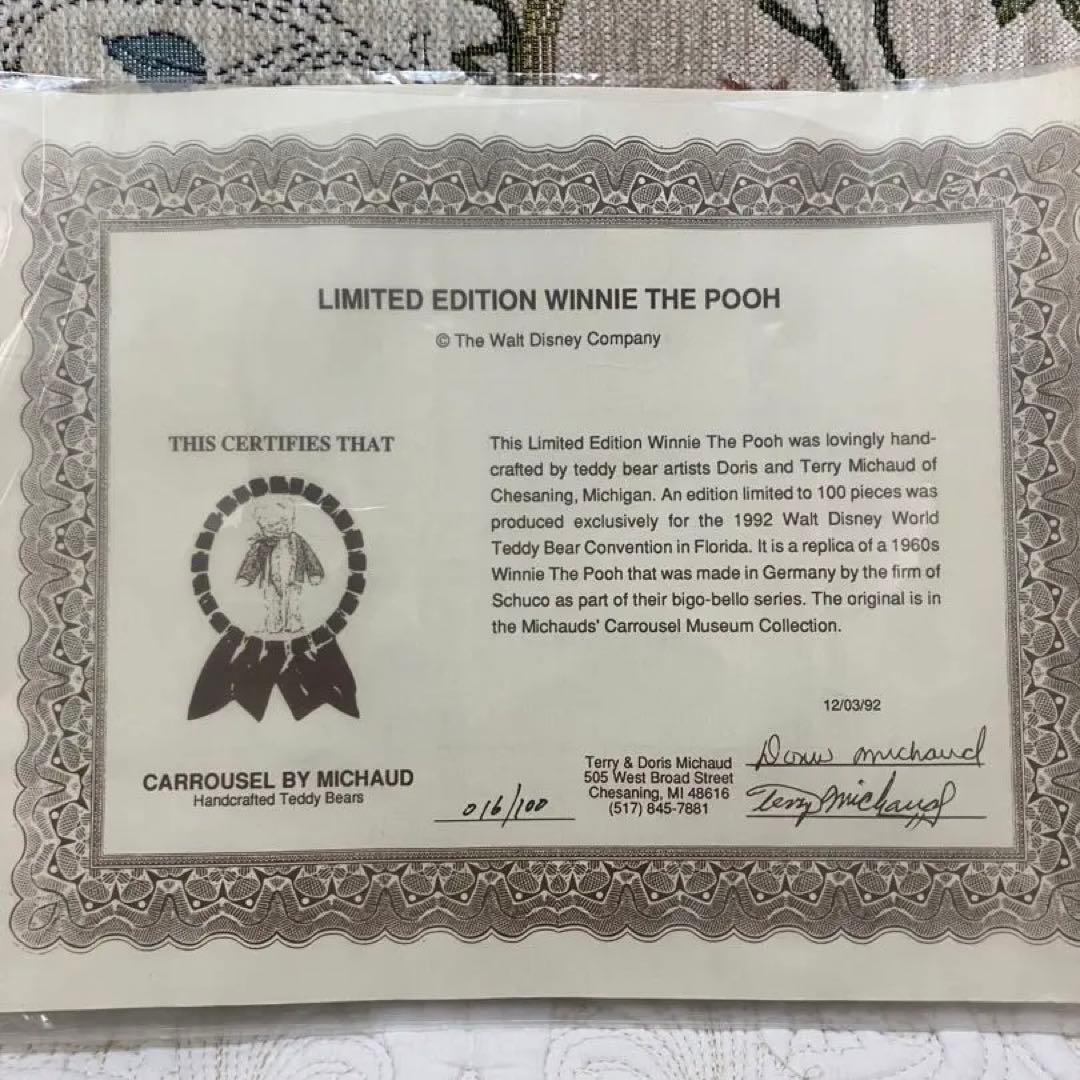 LIMITED EDITION WINNIE THE POOH
© The Walt Disney Company
THIS CERTIFIES THAT
CARROUSEL BY MICHAUD
Handcrafted Teddy Bears
This Limited Edition Winnie The Pooh was lovingly hand-
crafted by teddy bear artists Doris and Terry Michaud of
Chesaning, Michigan. An edition limited to 100 pieces was
produced exclusively for the 1992 Walt Disney World
Teddy Bear Convention in Florida. It is a replica of a 1960s
Winnie The Pooh that was made in Germany by the firm of
Schuco as part of their bigo-bello series. The original is in
the Michauds' Carrousel Museum Collection.
12/03/92
016/100
Terry & Doris Michaud
505 West Broad Street
Chesaning, MI 48616
(517) 845-7881
Doris Michaud
Terry Michaud